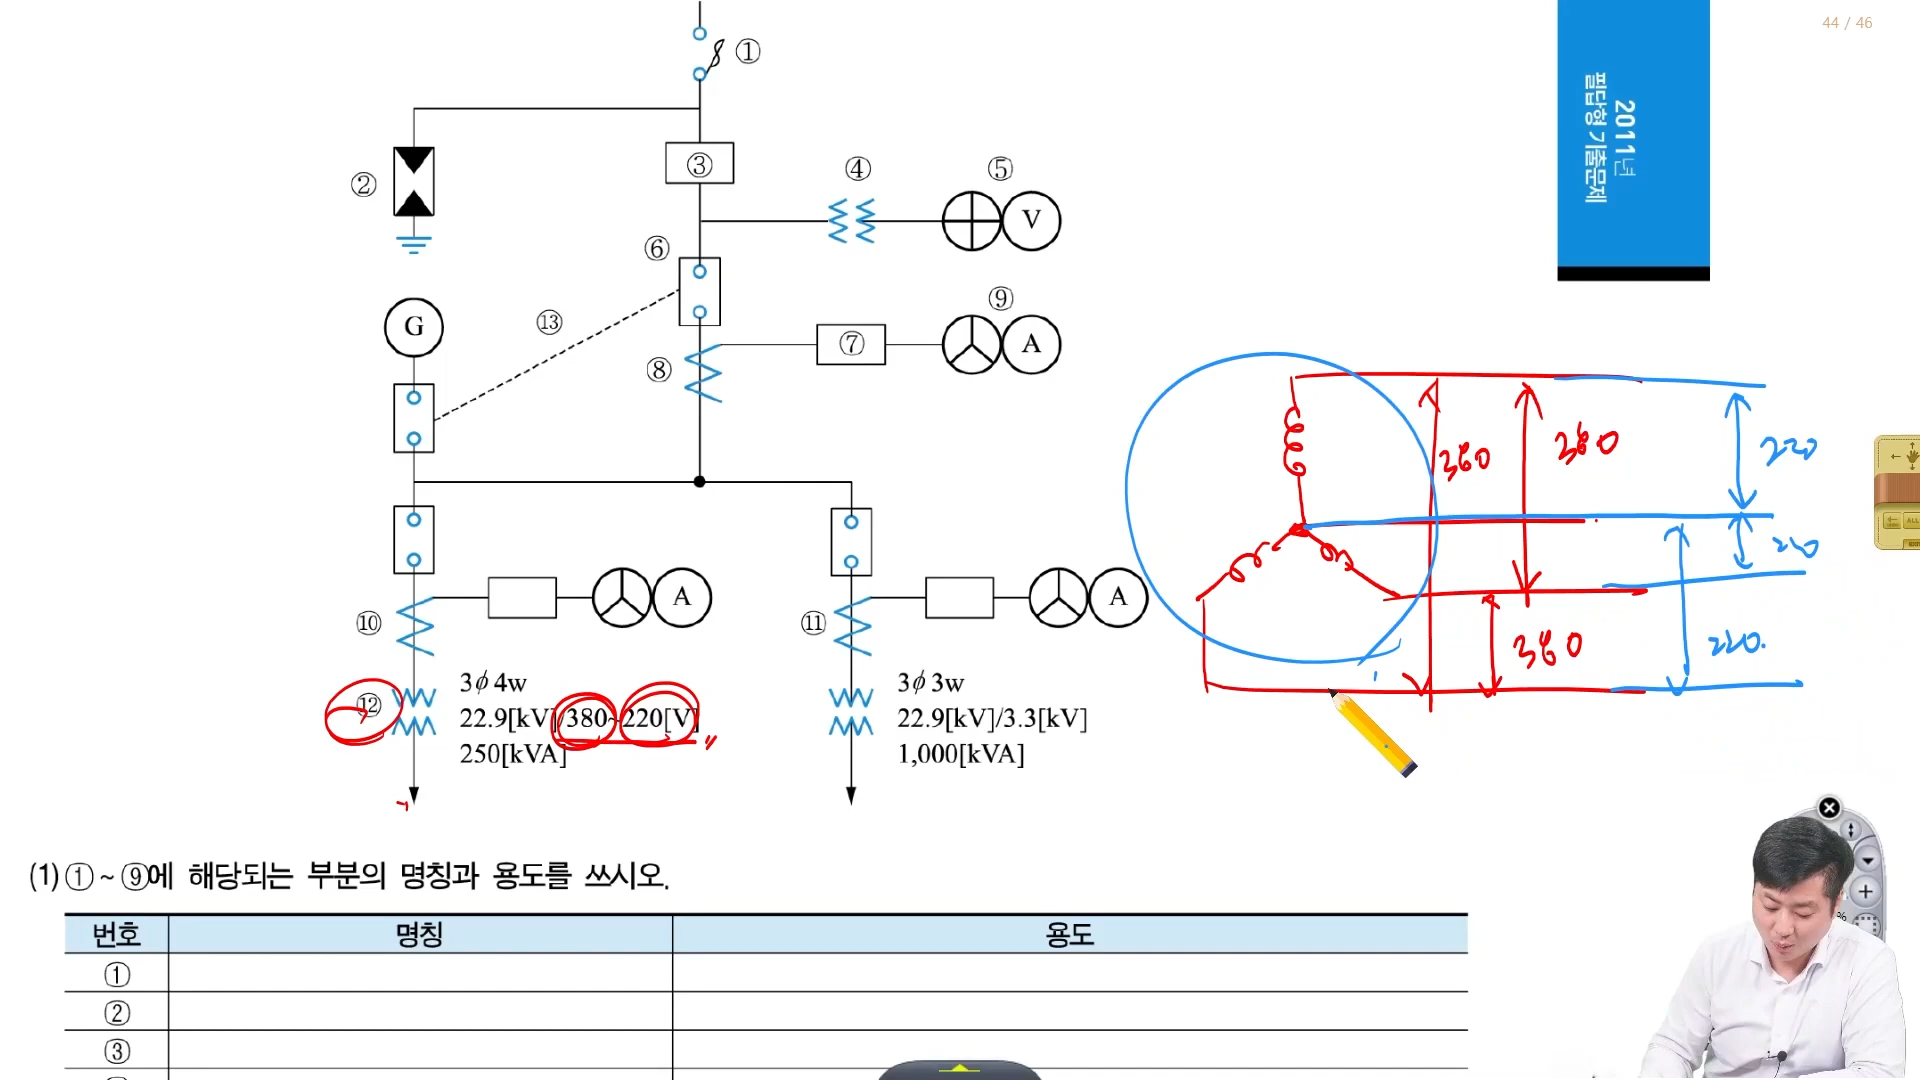 44 / 46
2011년
필답형 기출문제
①
②
③
④
⑤
V
⑥
G
⑬
⑨
⑦
A
⑧
380
380
220
220
380
220.
⑩
A
⑪
A
⑫
3ϕ 4w
22.9[kV]/380~220[V]
250[kVA]
3ϕ 3w
22.9[kV]/3.3[kV]
1,000[kVA]
(1) ①~⑨에 해당되는 부분의 명칭과 용도를 쓰시오.
번호 명칭 용도
①
②
③
ALL
%